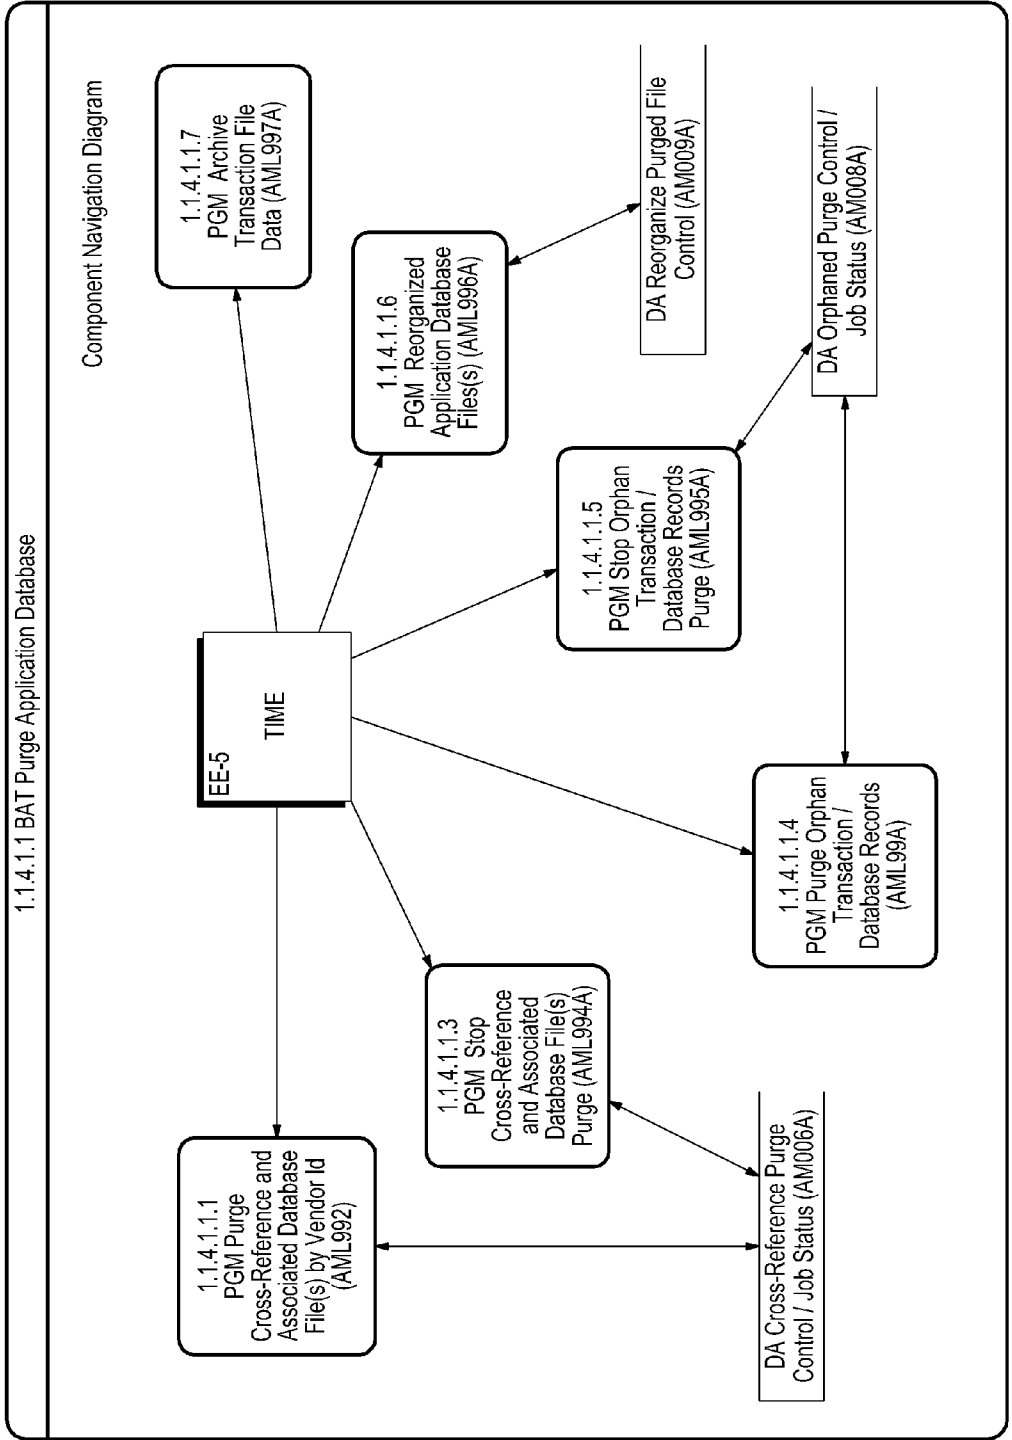 1.1.4.1.1 BAT Purge Application Database
Component Navigation Diagram
1.1.4.1.1.1
PGM Purge
Cross-Reference and
Associated Database
File(s) by Vendor Id
(AML992)
EE-5
TIME
1.1.4.1.1.7
PGM Archive
Transaction File
Data (AML997A)
1.1.4.1.1.3
PGM Stop
Cross-Reference
and Associated
Database File(s)
Purge (AML994A)
1.1.4.1.1.6
PGM Reorganized
Application Database
Files(s) (AML996A)
1.1.4.1.1.5
PGM Stop Orphan
Transaction /
Database Records
Purge (AML995A)
DA Reorganize Purged File
Control (AM009A)
1.1.4.1.1.4
PGM Purge Orphan
Transaction /
Database Records
(AML99A)
DA Cross-Reference Purge
Control / Job Status (AM006A)
DA Orphaned Purge Control /
Job Status (AM008A)